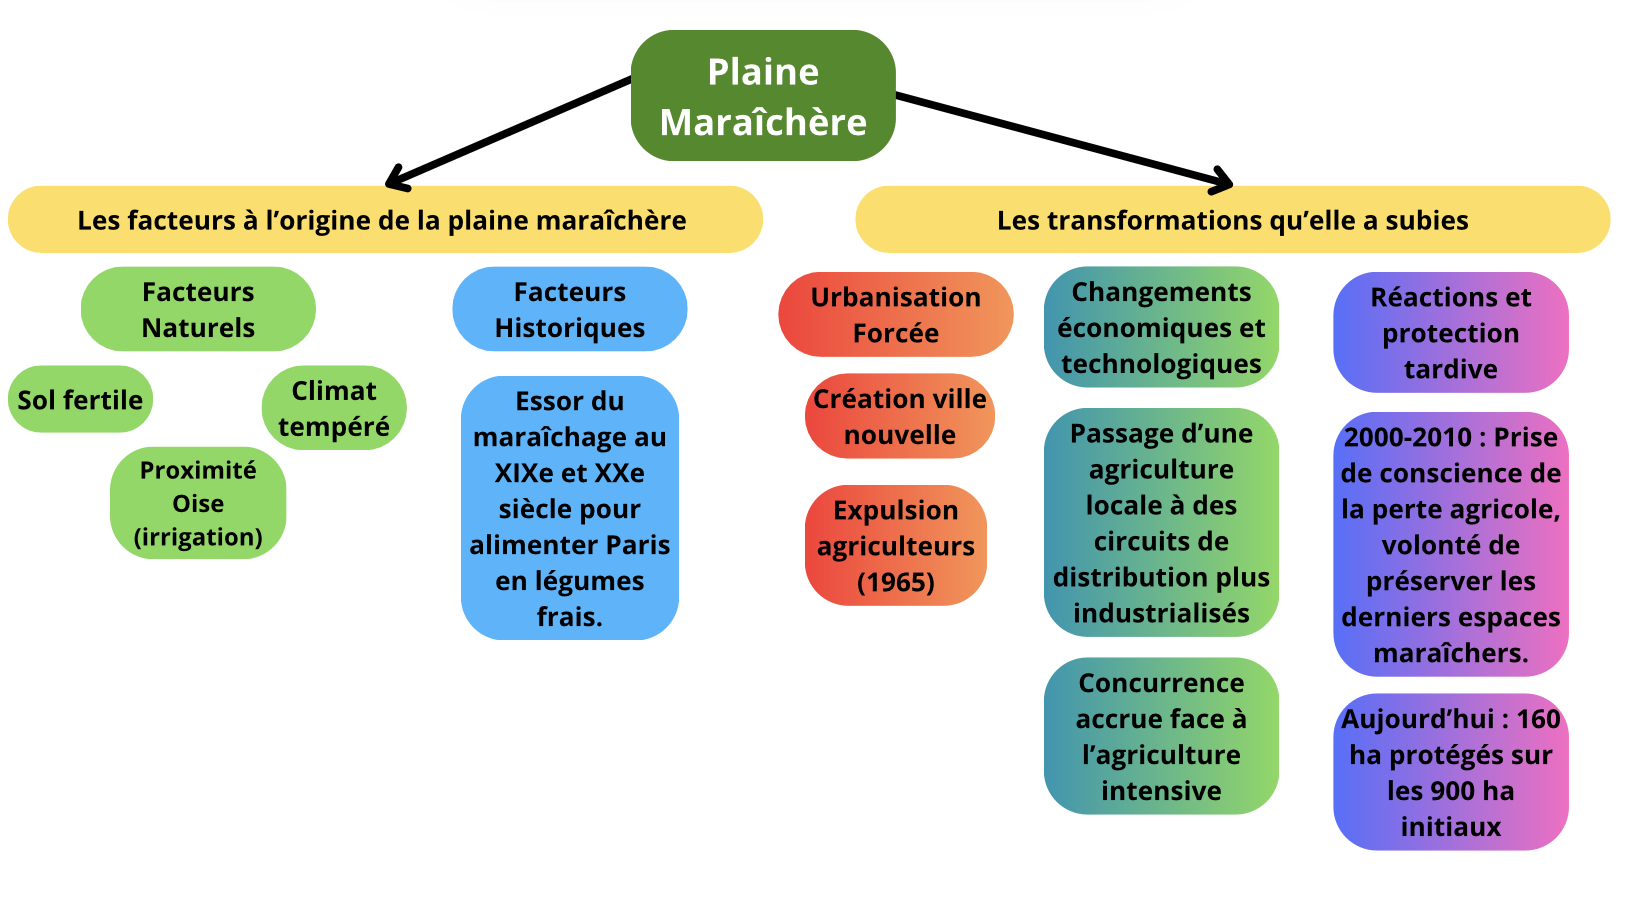 Plaine
Maraîchère
Les facteurs à l’origine de la plaine maraîchère
Facteurs
Naturels
Sol fertile
Climat
tempéré
Proximité
Oise
(irrigation)
Facteurs
Historiques
Essor du
maraîchage au
XIXe et XXe
siècle pour
alimenter Paris
en légumes
frais.
Les transformations qu’elle a subies
Urbanisation
Forcée
Création ville
nouvelle
Expulsion
agriculteurs
(1965)
Changements
économiques et
technologiques
Passage d’une
agriculture
locale à des
circuits de
distribution plus
industrialisés
Concurrence
accrue face à
l’agriculture
intensive
Réactions et
protection
tardive
2000-2010 : Prise
de conscience de
la perte agricole,
volonté de
préserver les
derniers espaces
maraîchers.
Aujourd’hui : 160
ha protégés sur
les 900 ha
initiaux